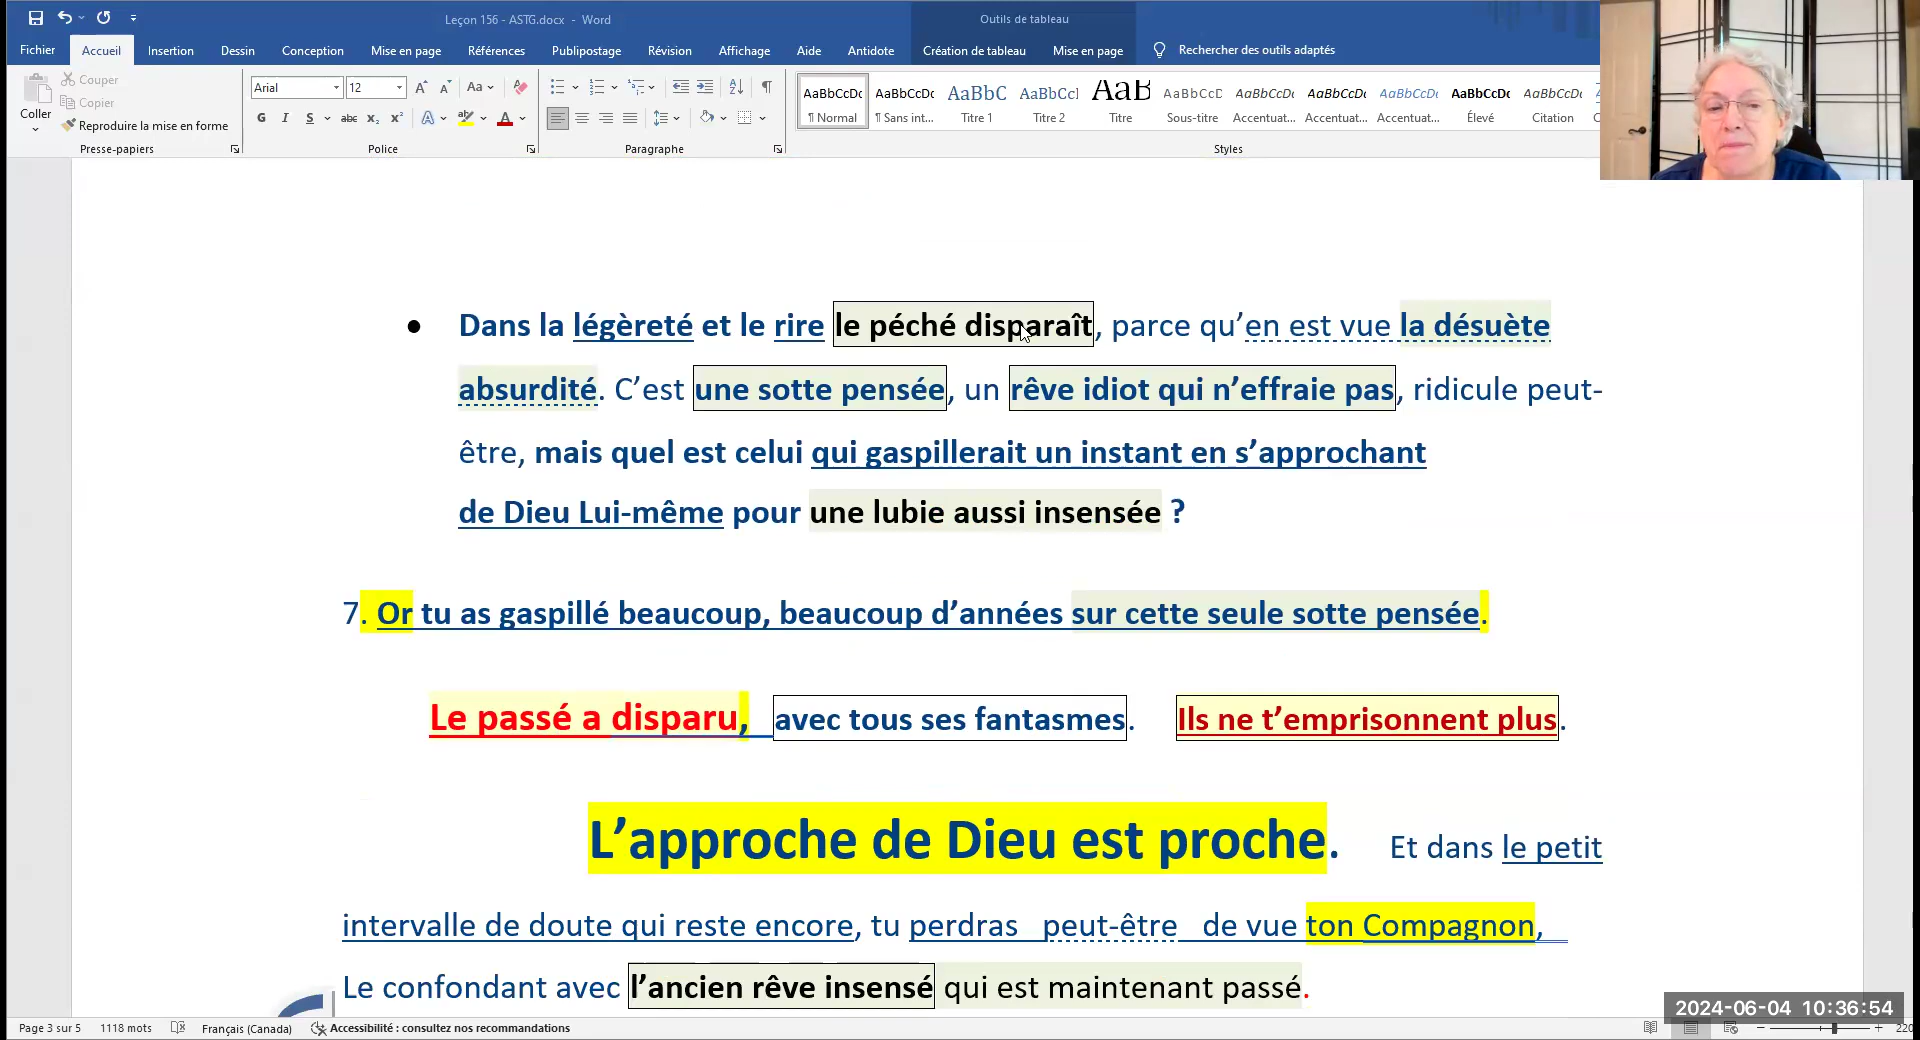 Leçon 156 - ASTG.docx - Word
Outils de tableau
Fichier Accueil Insertion Dessin Conception Mise en page Références Publipostage Révision Affichage Aide Antidote Création de tableau Mise en page Rechercher des outils adaptés
Coller
Couper
Copier
Reproduire la mise en forme
Presse-papiers
Arial 12
Aa
G I S abc x₂ x² A ab A
Police
Paragraphe
AaBbCcDc AaBbCcDc AaBbC AaBbCcI AaB AaBbCcD AaBbCcDı AaBbCcDı AaBbCcDı AaBbCcDc AaBbCcDı
¶ Normal ¶ Sans int... Titre 1 Titre 2 Titre Sous-titre Accentuat... Accentuat... Accentuat... Élevé Citation
Styles
• Dans la légèreté et le rire le péché disparaît, parce qu’en est vue la désuète
absurdité. C’est une sotte pensée, un rêve idiot qui n’effraie pas, ridicule peut-
être, mais quel est celui qui gaspillerait un instant en s’approchant
de Dieu Lui-même pour une lubie aussi insensée ?
7. Or tu as gaspillé beaucoup, beaucoup d’années sur cette seule sotte pensée.
Le passé a disparu, avec tous ses fantasmes. Ils ne t’emprisonnent plus.
L’approche de Dieu est proche. Et dans le petit
intervalle de doute qui reste encore, tu perdras peut-être de vue ton Compagnon,
Le confondant avec l’ancien rêve insensé qui est maintenant passé.
2024-06-04 10:36:54
Page 3 sur 5 1118 mots Français (Canada) Accessibilité : consultez nos recommandations